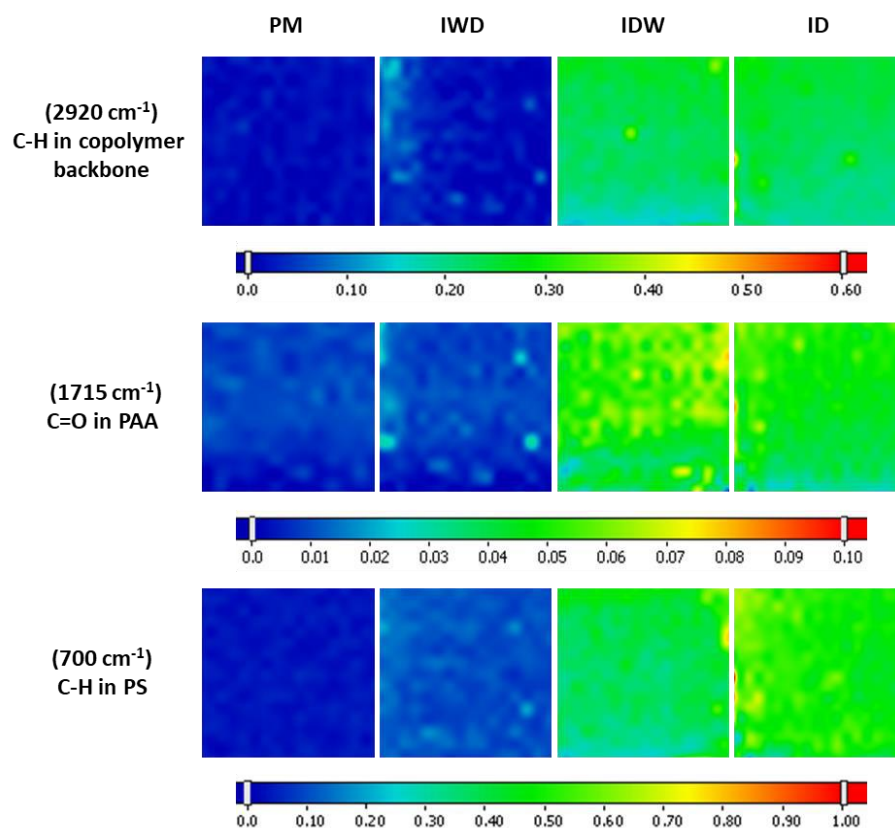 PM IWD IDW ID
(2920 cm⁻¹)
C-H in copolymer
backbone
0.0 0.10 0.20 0.30 0.40 0.50 0.60
(1715 cm⁻¹)
C=O in PAA
0.0 0.01 0.02 0.03 0.04 0.05 0.06 0.07 0.08 0.09 0.10
(700 cm⁻¹)
C-H in PS
0.0 0.10 0.20 0.30 0.40 0.50 0.60 0.70 0.80 0.90 1.00